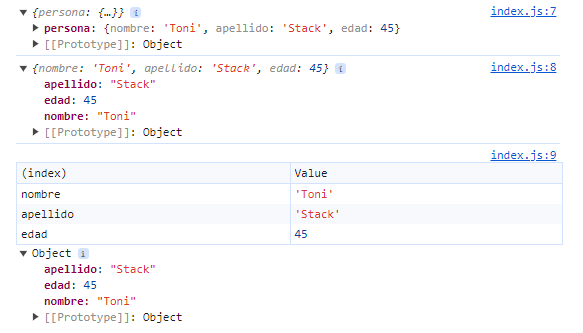 ▼ {persona: {…}} i index.js:7
▶ persona: {nombre: 'Toni', apellido: 'Stack', edad: 45}
▶ [[Prototype]]: Object
▼ {nombre: 'Toni', apellido: 'Stack', edad: 45} i index.js:8
apellido: "Stack"
edad: 45
nombre: "Toni"
▶ [[Prototype]]: Object
index.js:9
(index) Value
nombre 'Toni'
apellido 'Stack'
edad 45
▼ Object i
apellido: "Stack"
edad: 45
nombre: "Toni"
▶ [[Prototype]]: Object